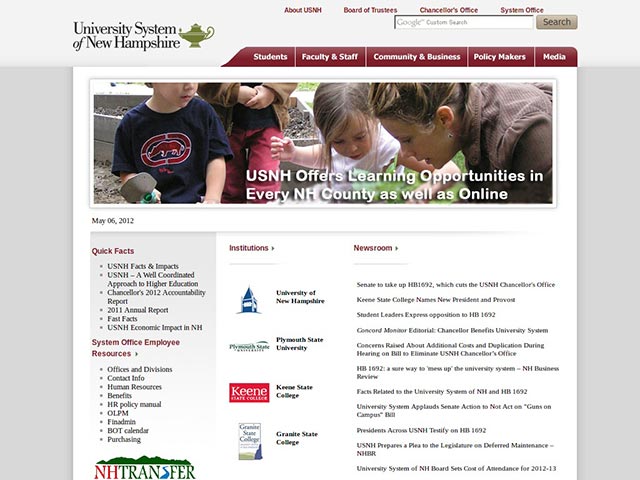 About USNH
Board of Trustees
Chancellor's Office
System Office
University System
of New Hampshire
Google™ Custom Search
Search
Students
Faculty & Staff
Community & Business
Policy Makers
Media
USNH Offers Learning Opportunities in
Every NH County as well as Online
May 06, 2012
Quick Facts
USNH Facts & Impacts
USNH – A Well Coordinated
Approach to Higher Education
Chancellor's 2012 Accountability
Report
2011 Annual Report
Fast Facts
USNH Economic Impact in NH
System Office Employee
Resources
Offices and Divisions
Contact Info
Human Resources
Benefits
HR policy manual
OLPM
Finadmin
BOT calendar
Purchasing
NHTRANSFER
Institutions
University of
New Hampshire
Plymouth State
UNIVERSITY
Plymouth State
University
Keene
STATE COLLEGE
Keene State
College
Granite
State
College
Granite State
College
Newsroom
Senate to take up HB1692, which cuts the USNH Chancellor's Office
Keene State College Names New President and Provost
Student Leaders Express opposition to HB 1692
Concord Monitor Editorial: Chancellor Benefits University System
Concerns Raised About Additional Costs and Duplication During
Hearing on Bill to Eliminate USNH Chancellor's Office
HB 1692: a sure way to 'mess up' the university system – NH Business
Review
Facts Related to the University System of NH and HB 1692
University System Applauds Senate Action to Not Act on "Guns on
Campus" Bill
Presidents Across USNH Testify on HB 1692
USNH Prepares a Plea to the Legislature on Deferred Maintenance –
NHBR
University System of NH Board Sets Cost of Attendance for 2012-13